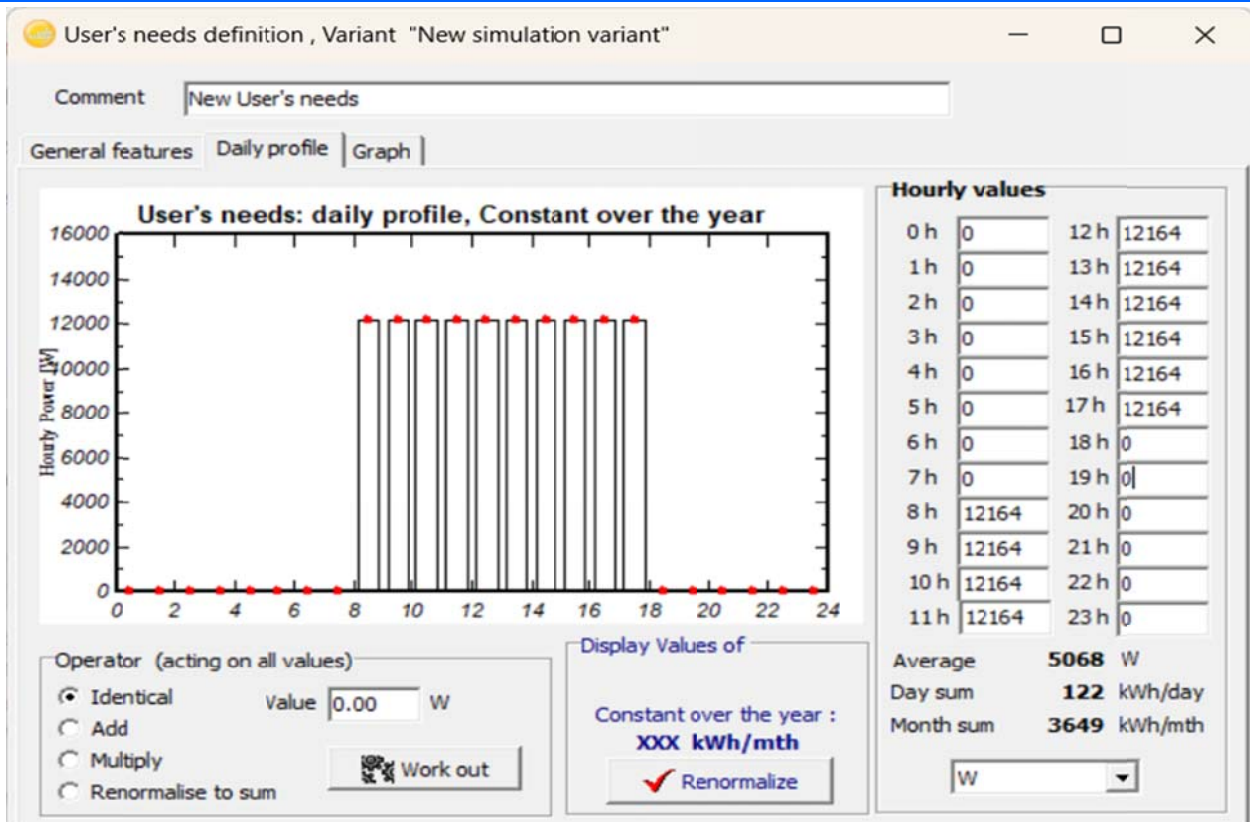 User's needs definition , Variant "New simulation variant"
Comment New User's needs
General features Daily profile Graph
User's needs: daily profile, Constant over the year
16000
14000
12000
10000
8000
6000
4000
2000
0
Hourly Power [W]
0 2 4 6 8 10 12 14 16 18 20 22 24
Hourly values
0 h 0 12 h 12164
1 h 0 13 h 12164
2 h 0 14 h 12164
3 h 0 15 h 12164
4 h 0 16 h 12164
5 h 0 17 h 12164
6 h 0 18 h 0
7 h 0 19 h 0
8 h 12164 20 h 0
9 h 12164 21 h 0
10 h 12164 22 h 0
11 h 12164 23 h 0
Average 5068 W
Day sum 122 kWh/day
Month sum 3649 kWh/mth
W
Operator (acting on all values)
Identical Value 0.00 W
Add
Multiply
Renormalise to sum
Work out
Display Values of
Constant over the year :
XXX kWh/mth
Renormalize